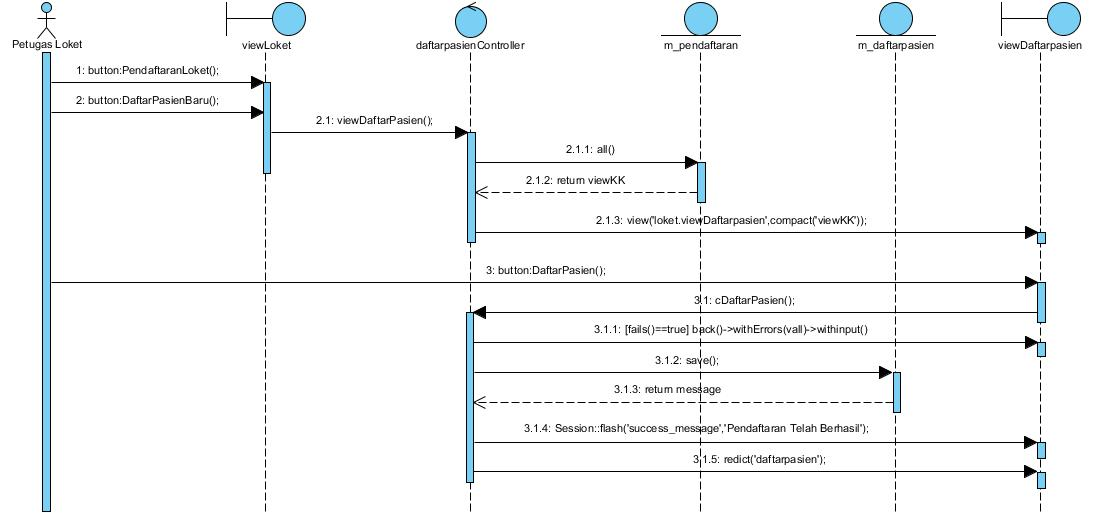 Petugas Loket
viewLoket
daftarpasienController
m_pendaftaran
m_daftarpasien
viewDaftarpasien
1: button:PendaftaranLoket();
2: button:DaftarPasienBaru();
2.1: viewDaftarPasien();
2.1.1: all()
2.1.2: return viewKK
2.1.3: view('loket.viewDaftarpasien',compact('viewKK'));
3: button:DaftarPasien();
3.1: cDaftarPasien();
3.1.1: [fails()==true] back()->withErrors(vall)->withinput()
3.1.2: save();
3.1.3: return message
3.1.4: Session::flash('success_message','Pendaftaran Telah Berhasil');
3.1.5: redict('daftarpasien');